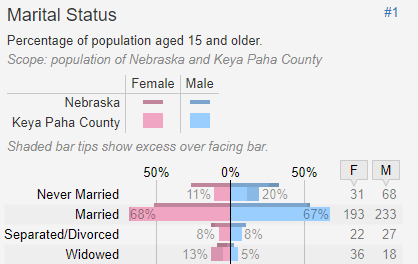 Marital Status #1
Percentage of population aged 15 and older.
Scope: population of Nebraska and Keya Paha County
Female Male
Nebraska
Keya Paha County
Shaded bar tips show excess over facing bar.
50% 0% 50% F M
Never Married 11% 20% 31 68
Married 68% 67% 193 233
Separated/Divorced 8% 8% 22 27
Widowed 13% 5% 36 18